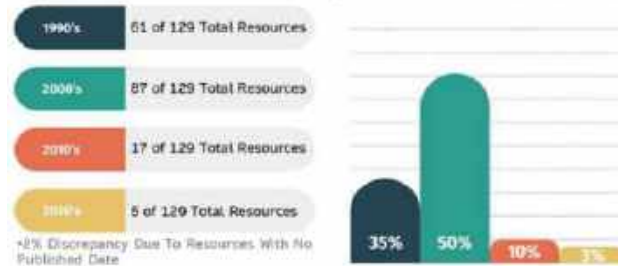 1990's 61 of 129 Total Resources
2000's 87 of 129 Total Resources
2010's 17 of 129 Total Resources
2020's 5 of 129 Total Resources
*2% Discrepancy Due To Resources With No
Published Date
35% 50% 10% 3%